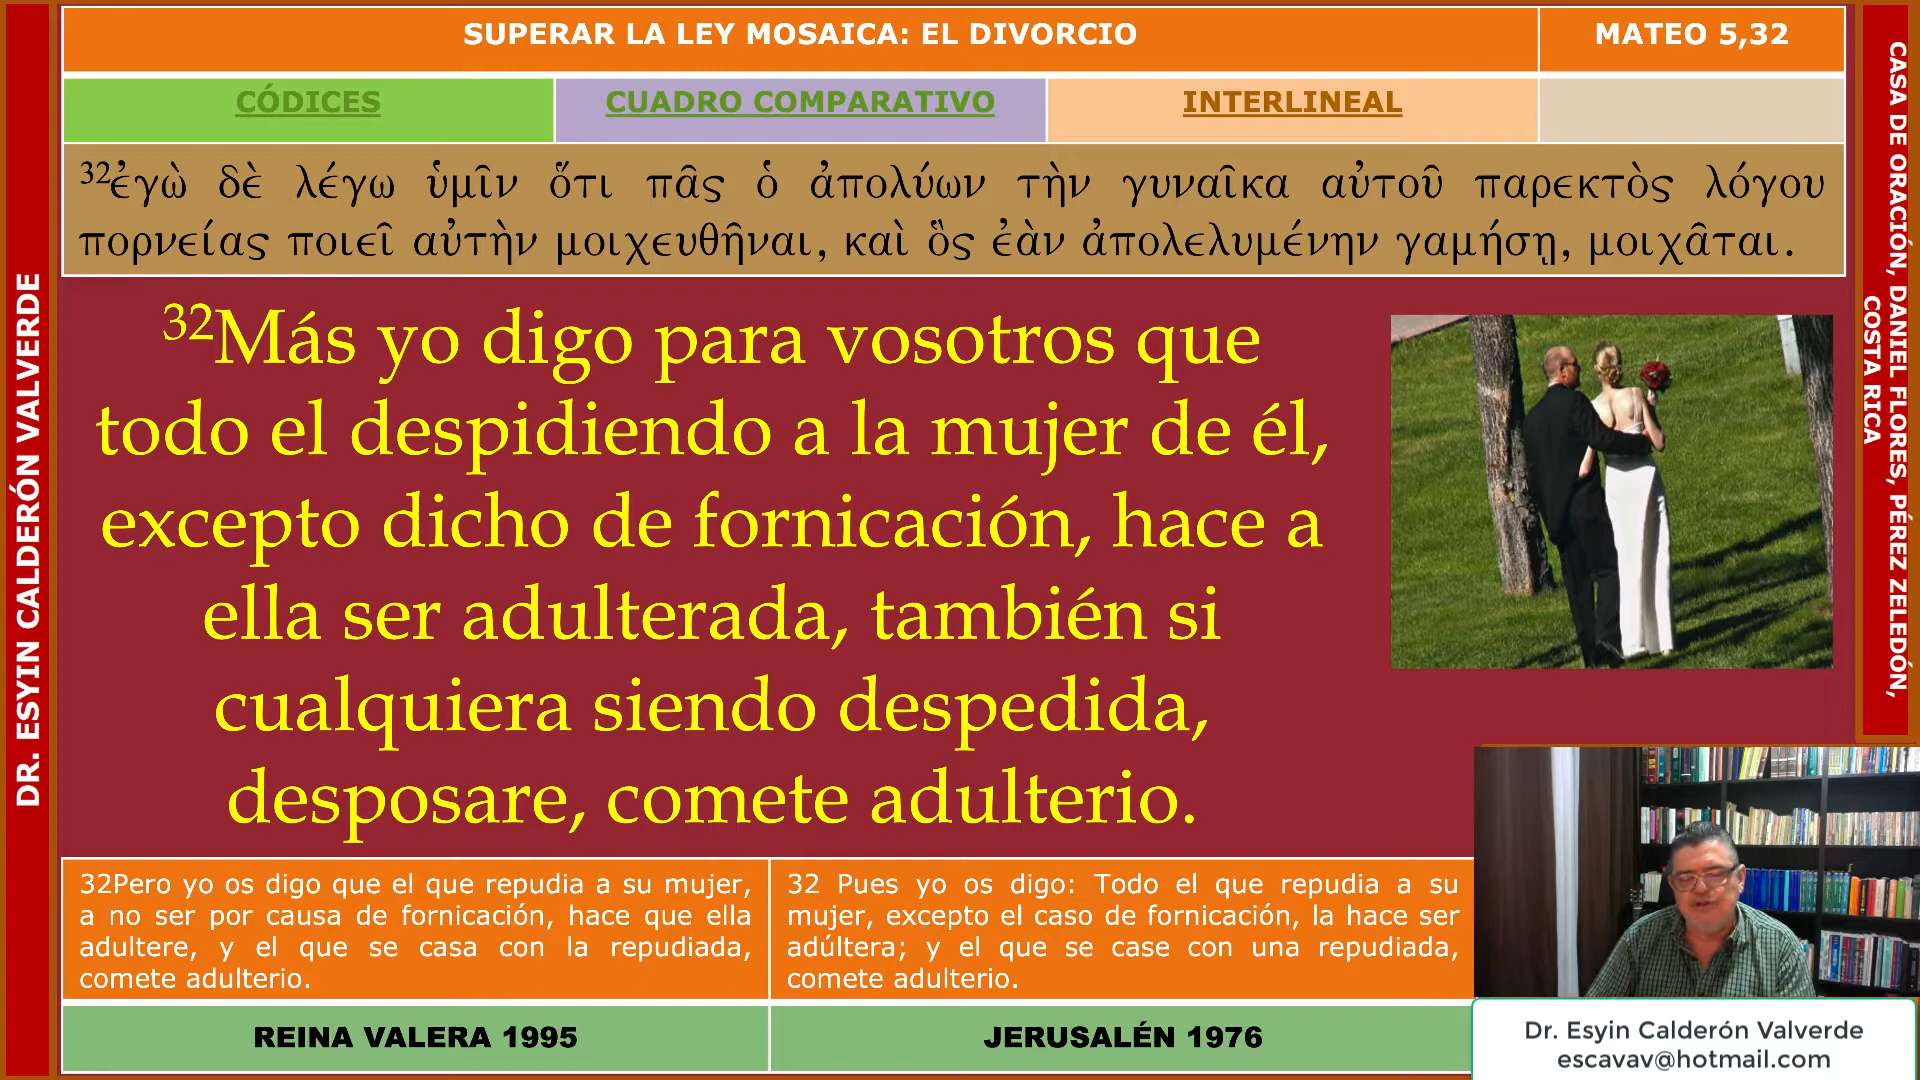 SUPERAR LA LEY MOSAICA: EL DIVORCIO
MATEO 5,32
CÓDICES
CUADRO COMPARATIVO
INTERLINEAL
32ἐγὼ δὲ λέγω ὑμῖν ὅτι πᾶς ὁ ἀπολύων τὴν γυναῖκα αὐτοῦ παρεκτὸς λόγου
πορνείας ποιεῖ αὐτὴν μοιχευθῆναι, καὶ ὃς ἐὰν ἀπολελυμένην γαμήσῃ, μοιχᾶται.
32Más yo digo para vosotros que
todo el despidiendo a la mujer de él,
excepto dicho de fornicación, hace a
ella ser adulterada, también si
cualquiera siendo despedida,
desposare, comete adulterio.
32Pero yo os digo que el que repudia a su mujer,
a no ser por causa de fornicación, hace que ella
adultere, y el que se casa con la repudiada,
comete adulterio.
32 Pues yo os digo: Todo el que repudia a su
mujer, excepto el caso de fornicación, la hace ser
adúltera; y el que se case con una repudiada,
comete adulterio.
REINA VALERA 1995
JERUSALÉN 1976
DR. ESYIN CALDERÓN VALVERDE
CASA DE ORACIÓN, DANIEL FLORES, PÉREZ ZELEDÓN,
COSTA RICA
Dr. Esyin Calderón Valverde
escavav@hotmail.com